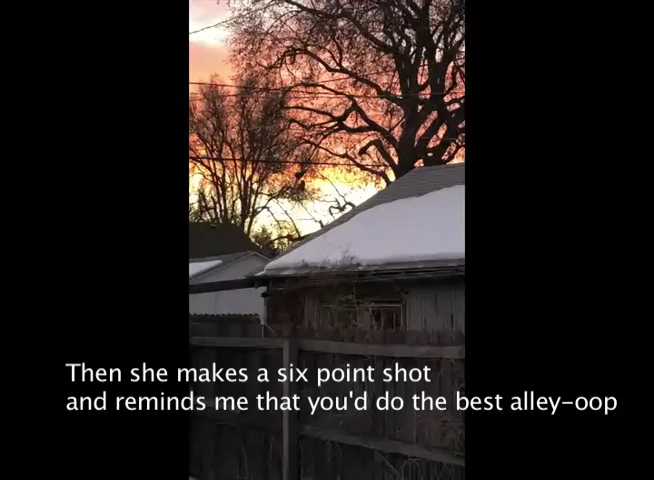 Then she makes a six point shot
and reminds me that you'd do the best alley-oop